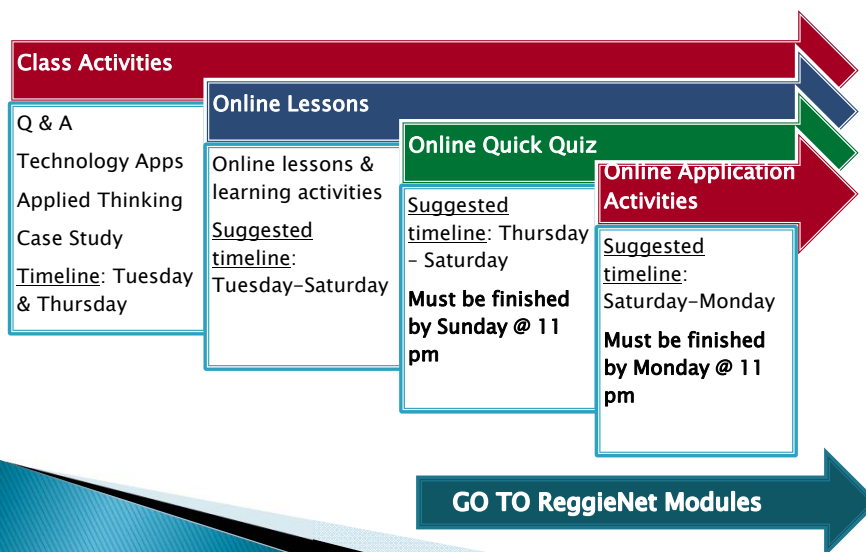 Class Activities
Q & A
Technology Apps
Applied Thinking
Case Study
Timeline: Tuesday
& Thursday
Online Lessons
Online lessons &
learning activities
Suggested
timeline:
Tuesday–Saturday
Online Quick Quiz
Suggested
timeline: Thursday
– Saturday
Must be finished
by Sunday @ 11
pm
Online Application
Activities
Suggested
timeline:
Saturday–Monday
Must be finished
by Monday @ 11
pm
GO TO ReggieNet Modules